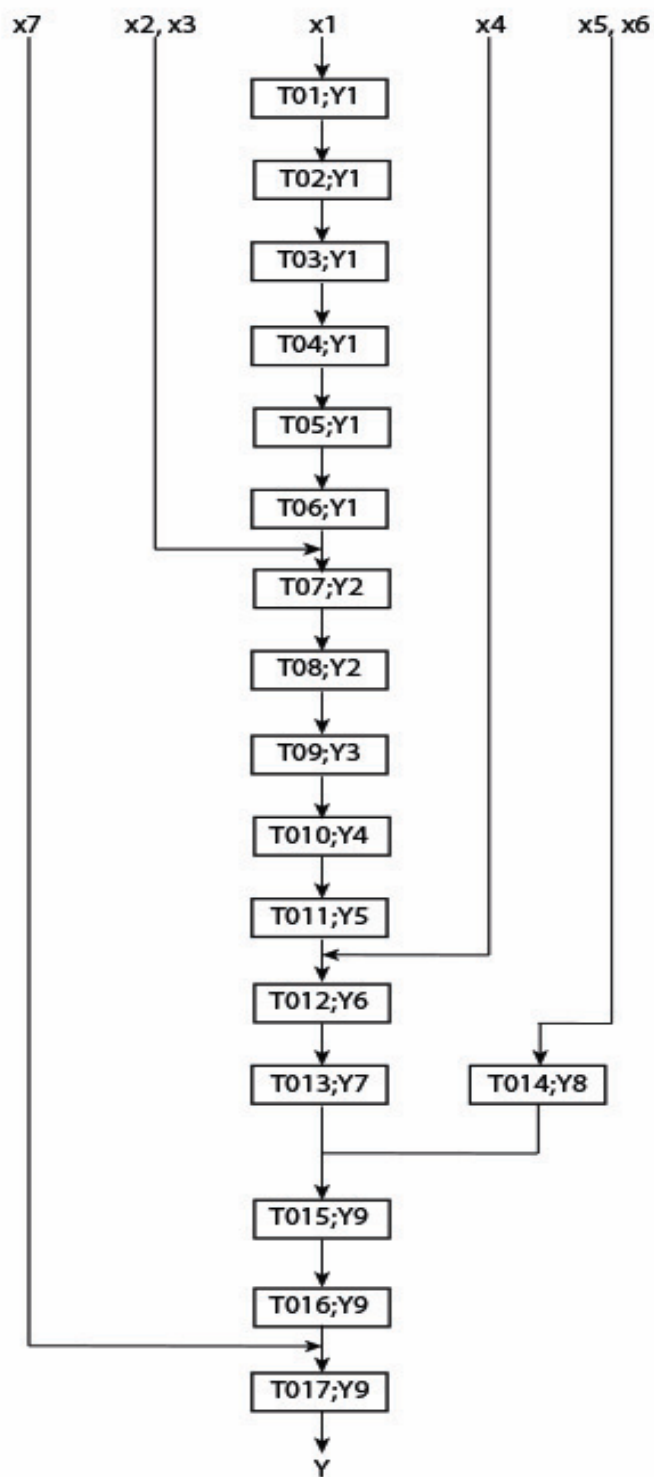 x7 x2, x3 x1 x4 x5, x6
T01;Y1
T02;Y1
T03;Y1
T04;Y1
T05;Y1
T06;Y1
T07;Y2
T08;Y2
T09;Y3
T010;Y4
T011;Y5
T012;Y6
T013;Y7 T014;Y8
T015;Y9
T016;Y9
T017;Y9
Y